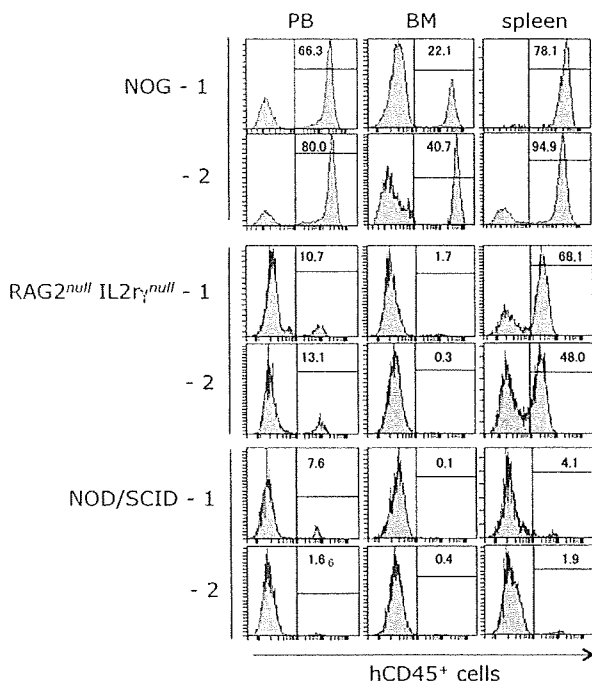 PB BM spleen
NOG - 1 66.3 22.1 78.1
- 2 80.0 40.7 94.9
RAG2null IL2rγnull - 1 10.7 1.7 68.1
- 2 13.1 0.3 48.0
NOD/SCID - 1 7.6 0.1 4.1
- 2 1.6 6 0.4 1.9
hCD45+ cells